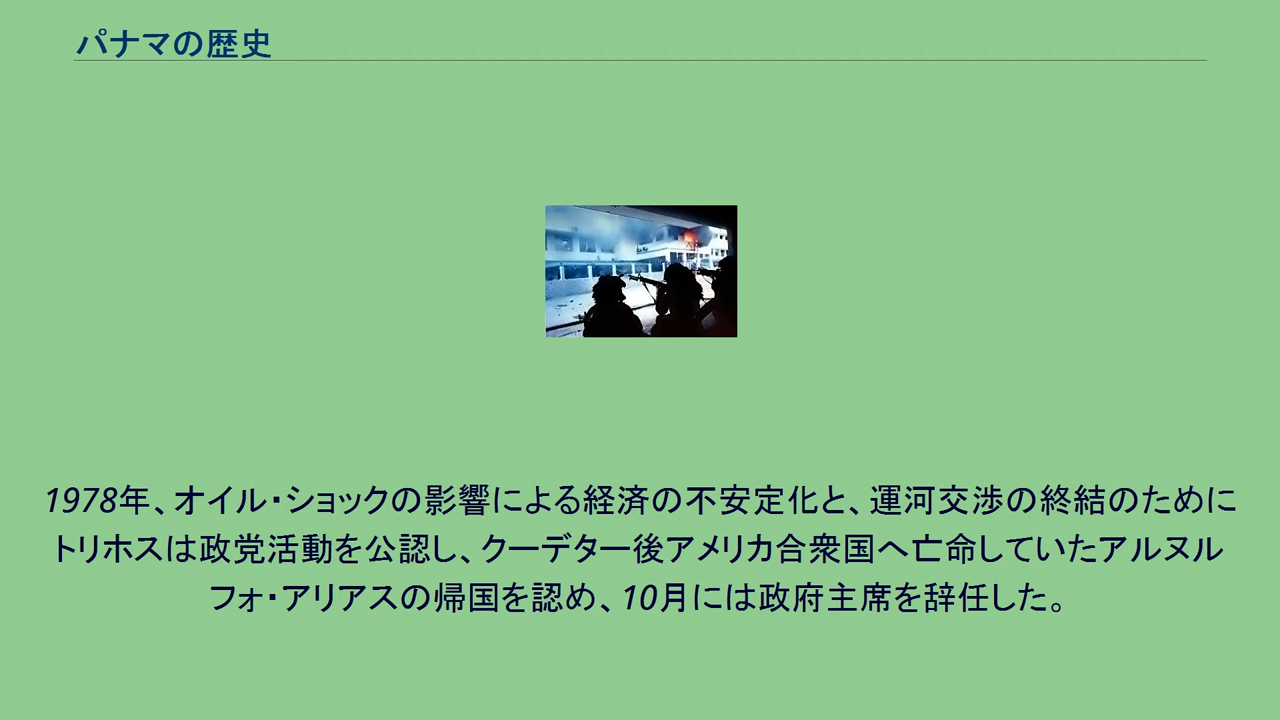 パナマの歴史
1978年、オイル・ショックの影響による経済の不安定化と、運河交渉の終結のために
トリホスは政党活動を公認し、クーデター後アメリカ合衆国へ亡命していたアルヌル
フォ・アリアスの帰国を認め、10月には政府主席を辞任した。